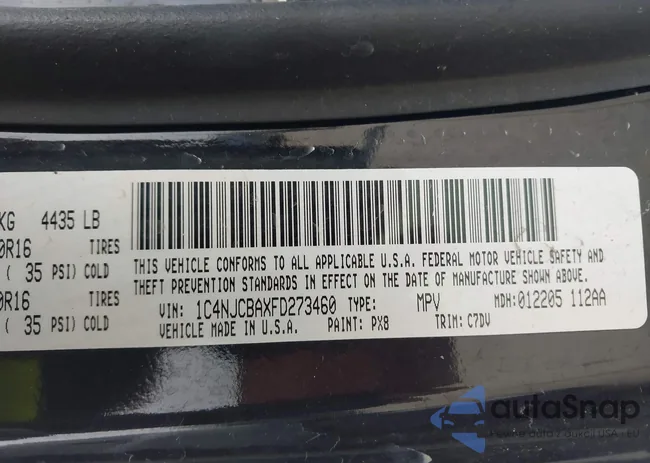 KG 4435 LB
0R16 TIRES
( 35 PSI) COLD
0R16 TIRES
( 35 PSI) COLD
THIS VEHICLE CONFORMS TO ALL APPLICABLE U.S.A. FEDERAL MOTOR VEHICLE SAFETY AND
THEFT PREVENTION STANDARDS IN EFFECT ON THE DATE OF MANUFACTURE SHOWN ABOVE.
VIN: 1C4NJCBAXFD273460 TYPE: MPV MDH: 012205 112AA
VEHICLE MADE IN U.S.A. PAINT: PX8 TRIM: C7DV
autoSnap